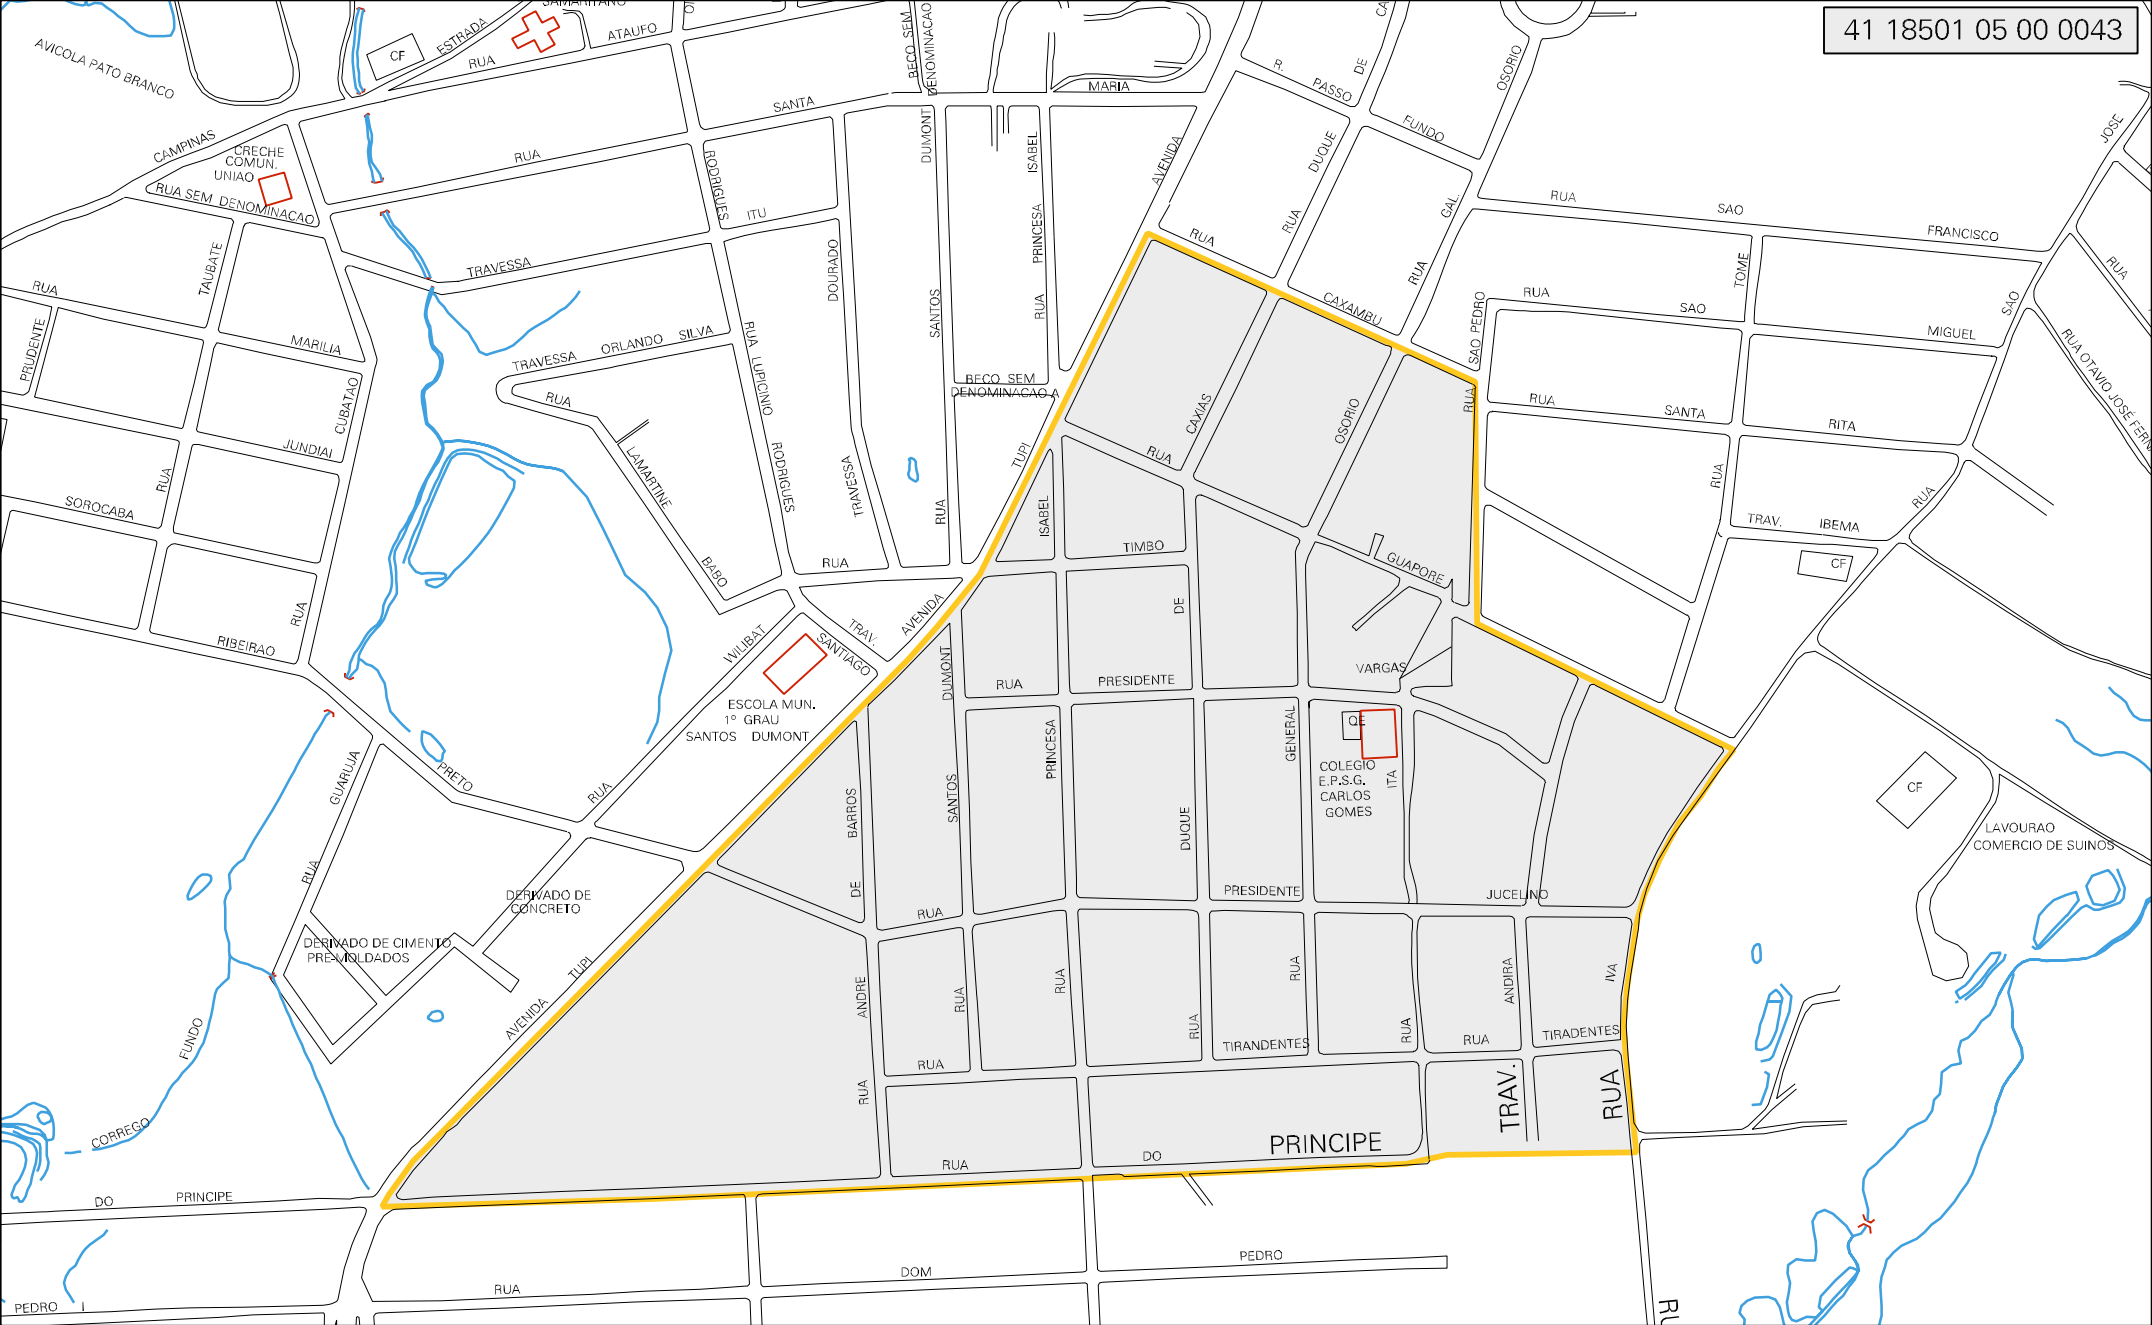 41 18501 05 00 0043
SAMARITANO
AVICOLA PATO BRANCO
CF
ESTRADA
RUA
ATAUFO
BECO SEM
DENOMINACAO
MARIA
SANTA
R.
PASSO
FUNDO
DE
OSORIO
JOSE
CAMPINAS
CRECHE
COMUN.
UNIAO
RUA SEM DENOMINACAO
RUA
RODRIGUES
ITU
DUMONT
ISABEL
AVENIDA
DUQUE
GAL.
RUA
SAO
FRANCISCO
TAUBATE
TRAVESSA
DOURADO
PRINCESA
RUA
RUA
RUA
CAXAMBU
RUA
SAO PEDRO
RUA
SAO
MIGUEL
TOME
SAO
RUA
RUA OTAVIO JOSÉ
RUA
PRUDENTE
MARILIA
CUBATAO
TRAVESSA ORLANDO SILVA
RUA
RUA LUPICINIO
RODRIGUES
SANTOS
RUA
BECO SEM
DENOMINACAO A
CAXIAS
OSORIO
RUA
RUA
SANTA
RITA
JUNDIAI
RUA
SOROCABA
LAMARTINE
BABO
TRAVESSA
RUA
RUA
TUPI
ISABEL
RUA
TIMBO
GUAPORE
RUA
TRAV. IBEMA
RUA
CF
RIBEIRAO
RUA
WILIBAT
TRAV.
SANTIAGO
AVENIDA
ESCOLA MUN.
1º GRAU
SANTOS DUMONT
DUMONT
RUA
PRESIDENTE
DE
VARGAS
PRETO
GUARUJA
RUA
RUA
BARROS
DE
SANTOS
PRINCESA
DUQUE
GENERAL
QE
COLEGIO
E.P.S.G.
CARLOS
GOMES
ITA
CF
LAVOURAO
COMERCIO DE SUINOS
DERIVADO DE
CONCRETO
DERIVADO DE CIMENTO
PRE-MOLDADOS
RUA
PRESIDENTE
JUCELINO
AVENIDA
TUPI
ANDRE
RUA
RUA
RUA
RUA
RUA
RUA
ANDIRA
IVA
FUNDO
CORREGO
RUA
TIRANDENTES
RUA
TIRADENTES
TRAV.
RUA
RUA
DO
PRINCIPE
DO
PRINCIPE
RUA
DOM
PEDRO
PEDRO I